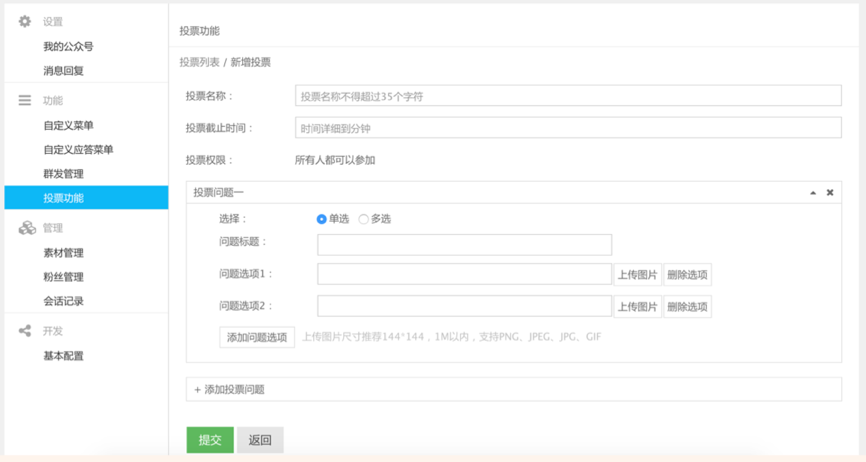 设置
我的公众号
消息回复
功能
自定义菜单
自定义应答菜单
群发管理
投票功能
管理
素材管理
粉丝管理
会话记录
开发
基本配置
投票功能
投票列表 / 新增投票
投票名称: 投票名称不得超过35个字符
投票截止时间: 时间详细到分钟
投票权限: 所有人都可以参加
投票问题一
选择: 单选 多选
问题标题:
问题选项1: 上传图片 删除选项
问题选项2: 上传图片 删除选项
添加问题选项 上传图片尺寸推荐144*144,1M以内,支持PNG、JPEG、JPG、GIF
+ 添加投票问题
提交 返回